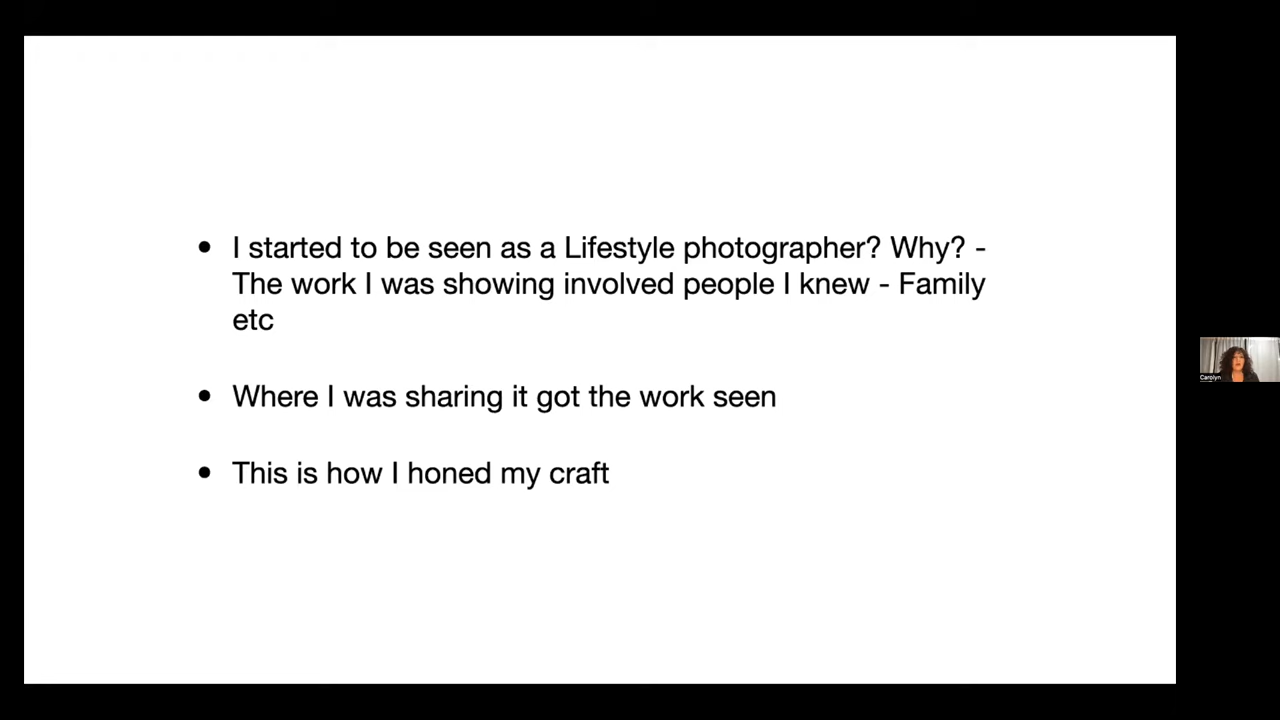 • I started to be seen as a Lifestyle photographer? Why? -
The work I was showing involved people I knew - Family
etc
• Where I was sharing it got the work seen
• This is how I honed my craft
Carolyn